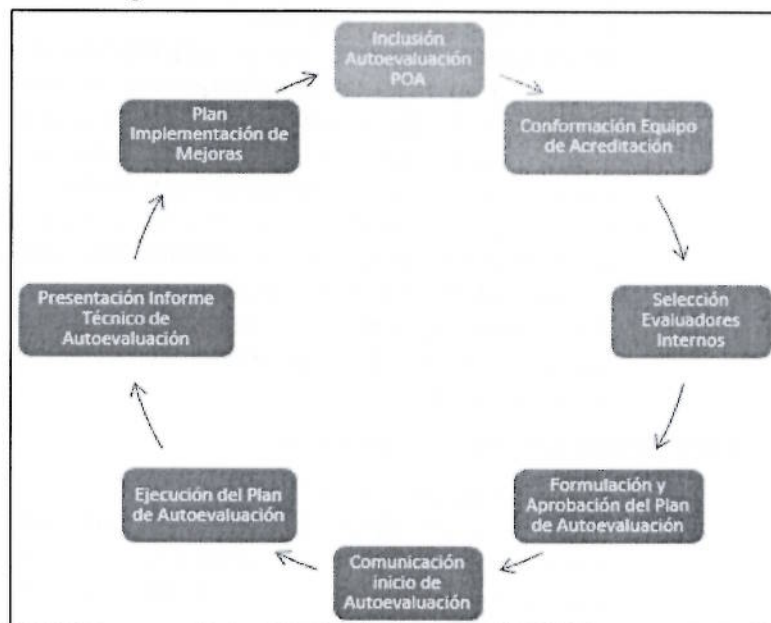 Inclusión
Autoevaluación
POA
Conformación Equipo
de Acreditación
Selección
Evaluadores
Internos
Formulación y
Aprobación del Plan
de Autoevaluación
Comunicación
inicio de
Autoevaluación
Ejecución del Plan
de Autoevaluación
Presentación Informe
Técnico de
Autoevaluación
Plan
Implementación de
Mejoras